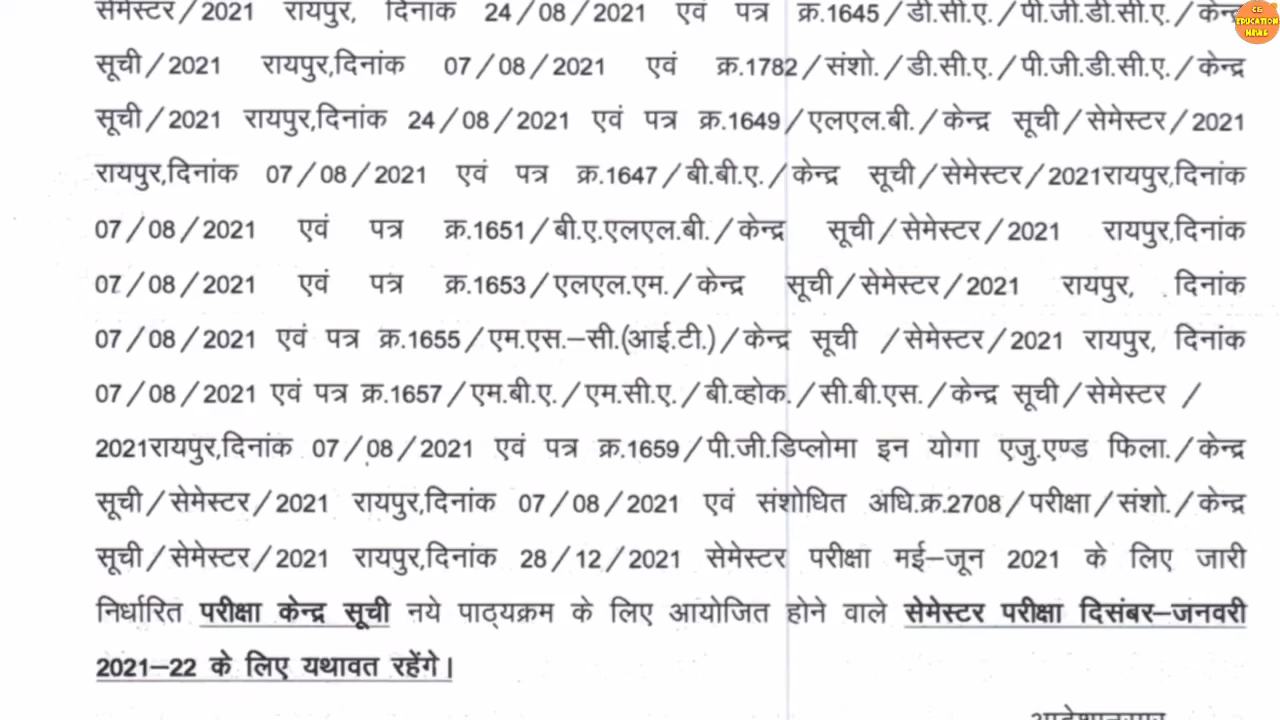 सेमेस्टर/2021 रायपुर, दिनांक 24/08/2021 एवं पत्र क्र.1645/डी.सी.ए./पी.जी.डी.सी.ए./केन्द्र
CG EDUCATION NEWS
सूची/2021 रायपुर,दिनांक 07/08/2021 एवं क्र.1782/संशो./डी.सी.ए./पी.जी.डी.सी.ए./केन्द्र
सूची/2021 रायपुर,दिनांक 24/08/2021 एवं पत्र क्र.1649/एलएल.बी./केन्द्र सूची/सेमेस्टर/2021
रायपुर,दिनांक 07/08/2021 एवं पत्र क्र.1647/बी.बी.ए./केन्द्र सूची/सेमेस्टर/2021रायपुर,दिनांक
07/08/2021 एवं पत्र क्र.1651/बी.ए.एलएल.बी./केन्द्र सूची/सेमेस्टर/2021 रायपुर,दिनांक
07/08/2021 एवं पत्र क्र.1653/एलएल.एम./केन्द्र सूची/सेमेस्टर/2021 रायपुर, दिनांक
07/08/2021 एवं पत्र क्र.1655/एम.एस.–सी.(आई.टी.)/केन्द्र सूची /सेमेस्टर/2021 रायपुर, दिनांक
07/08/2021 एवं पत्र क्र.1657/एम.बी.ए./एम.सी.ए./बी.व्होक./सी.बी.एस./केन्द्र सूची/सेमेस्टर /
2021रायपुर,दिनांक 07/08/2021 एवं पत्र क्र.1659/पी.जी.डिप्लोमा इन योगा एजु.एण्ड फिला./केन्द्र
सूची/सेमेस्टर/2021 रायपुर,दिनांक 07/08/2021 एवं संशोधित अधि.क्र.2708/परीक्षा/संशो./केन्द्र
सूची/सेमेस्टर/2021 रायपुर,दिनांक 28/12/2021 सेमेस्टर परीक्षा मई–जून 2021 के लिए जारी
निर्धारित परीक्षा केन्द्र सूची नये पाठ्यक्रम के लिए आयोजित होने वाले सेमेस्टर परीक्षा दिसंबर–जनवरी
2021–22 के लिए यथावत रहेंगे।